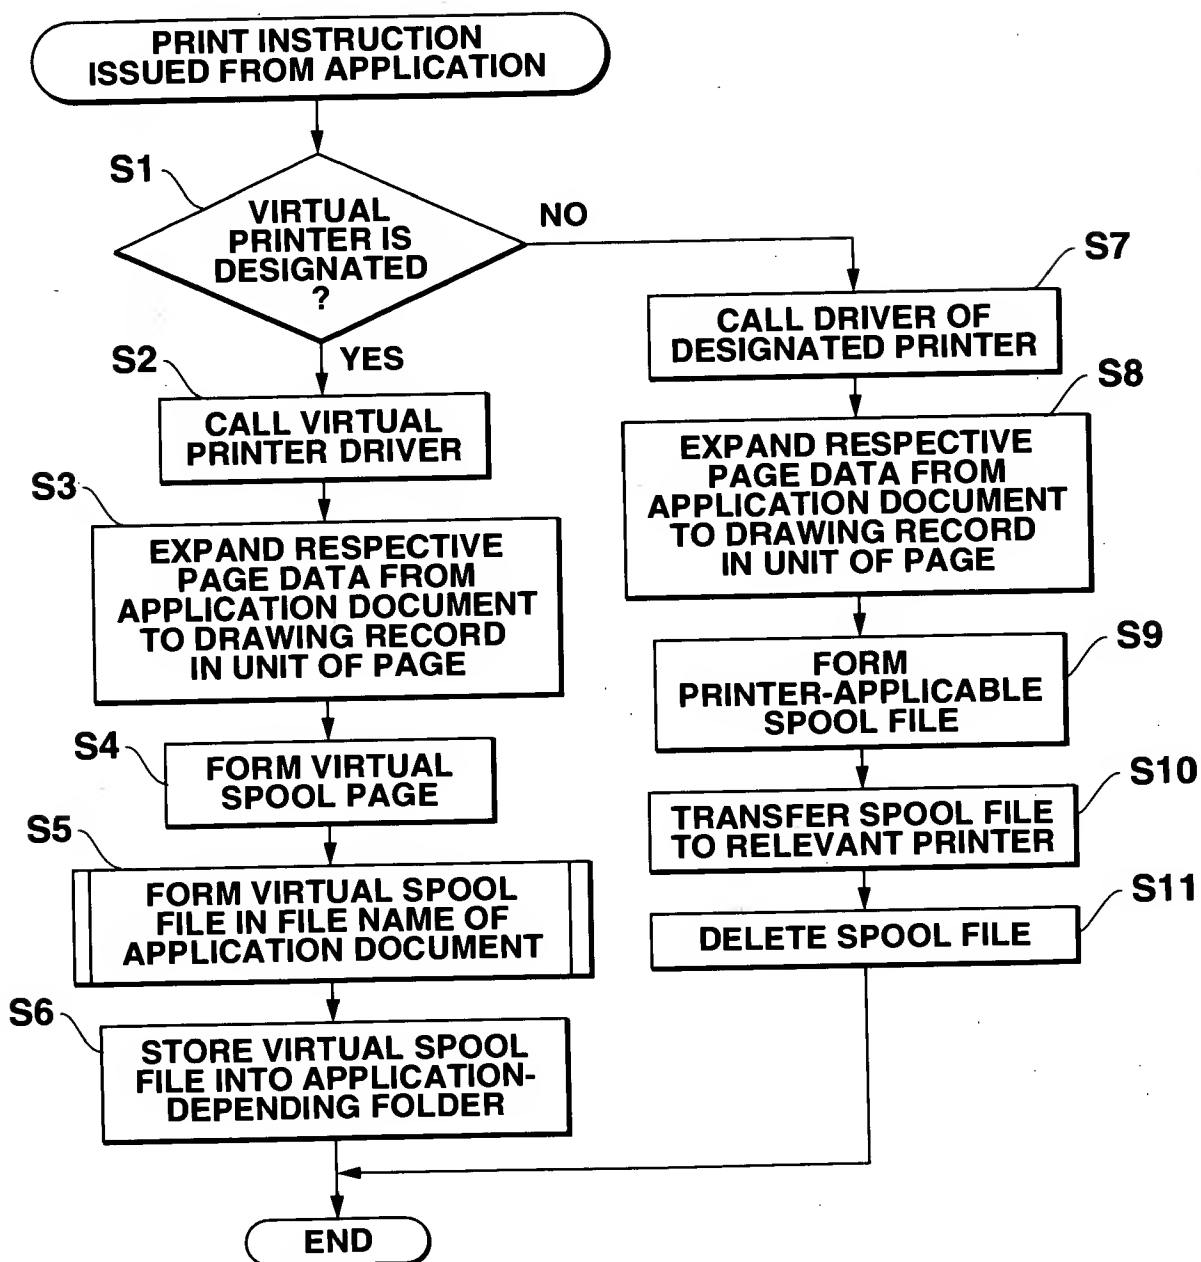 PRINT INSTRUCTION
ISSUED FROM APPLICATION
S1
VIRTUAL
PRINTER IS
DESIGNATED
?
NO
YES
S2
CALL VIRTUAL
PRINTER DRIVER
S3
EXPAND RESPECTIVE
PAGE DATA FROM
APPLICATION DOCUMENT
TO DRAWING RECORD
IN UNIT OF PAGE
S4
FORM VIRTUAL
SPOOL PAGE
S5
FORM VIRTUAL SPOOL
FILE IN FILE NAME OF
APPLICATION DOCUMENT
S6
STORE VIRTUAL SPOOL
FILE INTO APPLICATION-
DEPENDING FOLDER
S7
CALL DRIVER OF
DESIGNATED PRINTER
S8
EXPAND RESPECTIVE
PAGE DATA FROM
APPLICATION DOCUMENT
TO DRAWING RECORD
IN UNIT OF PAGE
S9
FORM
PRINTER-APPLICABLE
SPOOL FILE
S10
TRANSFER SPOOL FILE
TO RELEVANT PRINTER
S11
DELETE SPOOL FILE
END